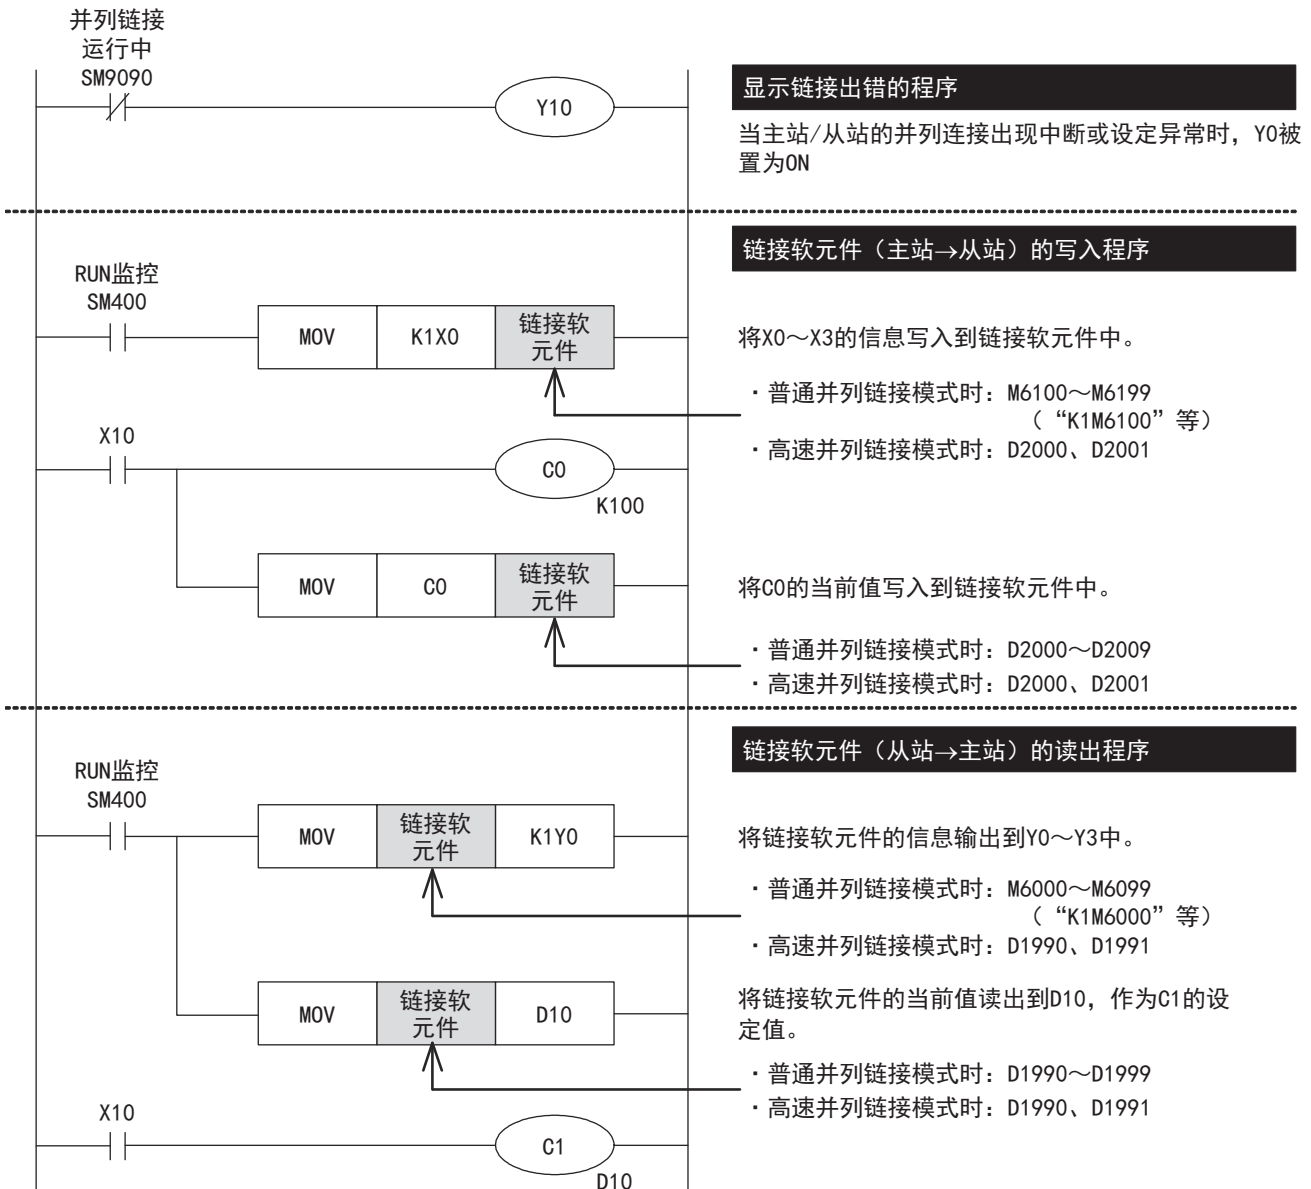 并列链接
运行中
SM9090
Y10
显示链接出错的程序
当主站/从站的并列连接出现中断或设定异常时，Y0被
置为ON
链接软元件（主站→从站）的写入程序
RUN监控
SM400
MOV
K1X0
链接软
元件
将X0～X3的信息写入到链接软元件中。
·普通并列链接模式时：M6100～M6199
（“K1M6100”等）
·高速并列链接模式时：D2000、D2001
X10
C0
K100
MOV
C0
链接软
元件
将C0的当前值写入到链接软元件中。
·普通并列链接模式时：D2000～D2009
·高速并列链接模式时：D2000、D2001
链接软元件（从站→主站）的读出程序
RUN监控
SM400
MOV
链接软
元件
K1Y0
将链接软元件的信息输出到Y0～Y3中。
·普通并列链接模式时：M6000～M6099
（“K1M6000”等）
·高速并列链接模式时：D1990、D1991
MOV
链接软
元件
D10
将链接软元件的当前值读出到D10，作为C1的设
定值。
·普通并列链接模式时：D1990～D1999
·高速并列链接模式时：D1990、D1991
X10
C1
D10